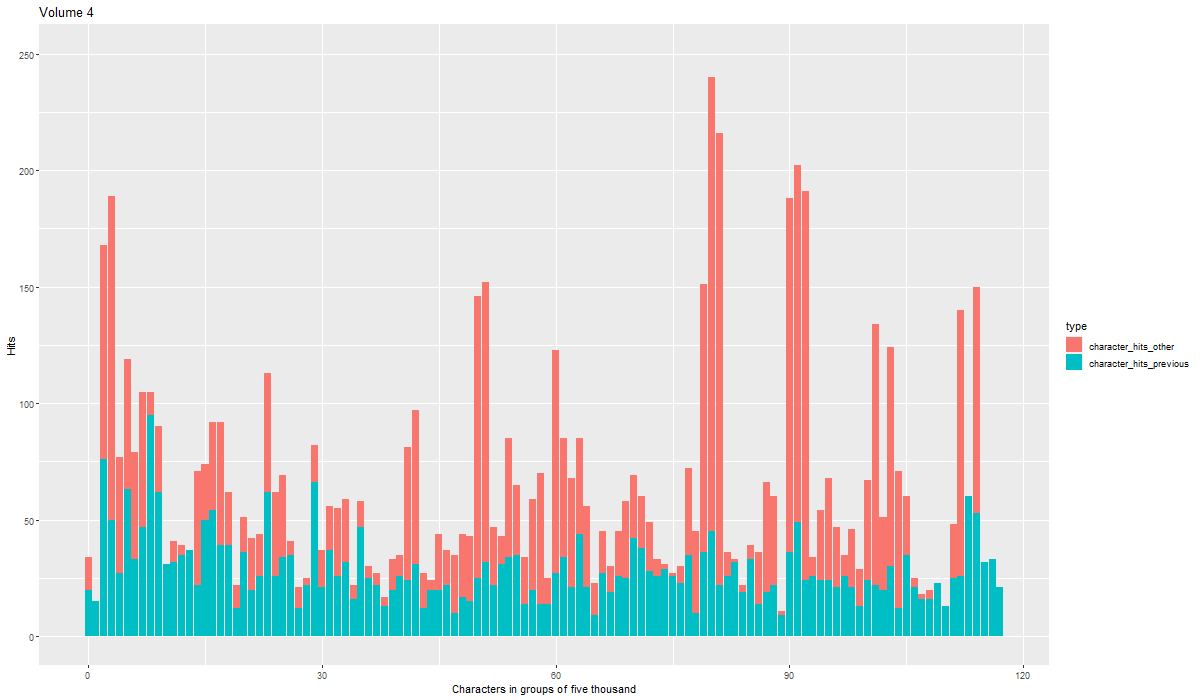 Volume 4
250
200
150
100
50
0
Hits
0 30 60 90 120
Characters in groups of five thousand
type
character_hits_other
character_hits_previous